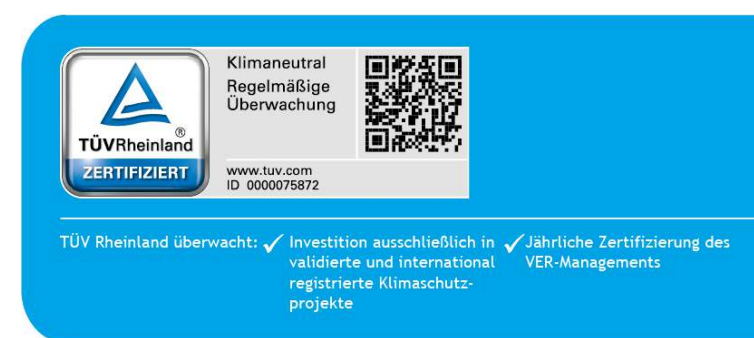 Klimaneutral
Regelmäßige
Überwachung
®
TÜVRheinland
ZERTIFIZIERT
www.tuv.com
ID 0000075872
TÜV Rheinland überwacht: ✓ Investition ausschließlich in
validierte und international
registrierte Klimaschutz-
projekte
✓ Jährliche Zertifizierung des
VER-Managements